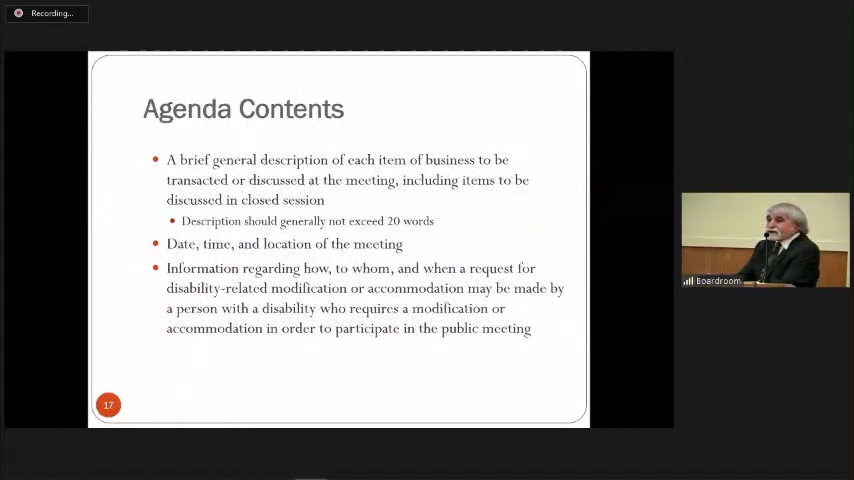 Recording...
Agenda Contents
• A brief general description of each item of business to be
transacted or discussed at the meeting, including items to be
discussed in closed session
• Description should generally not exceed 20 words
• Date, time, and location of the meeting
• Information regarding how, to whom, and when a request for
disability-related modification or accommodation may be made by
a person with a disability who requires a modification or
accommodation in order to participate in the public meeting
17
Boardroom